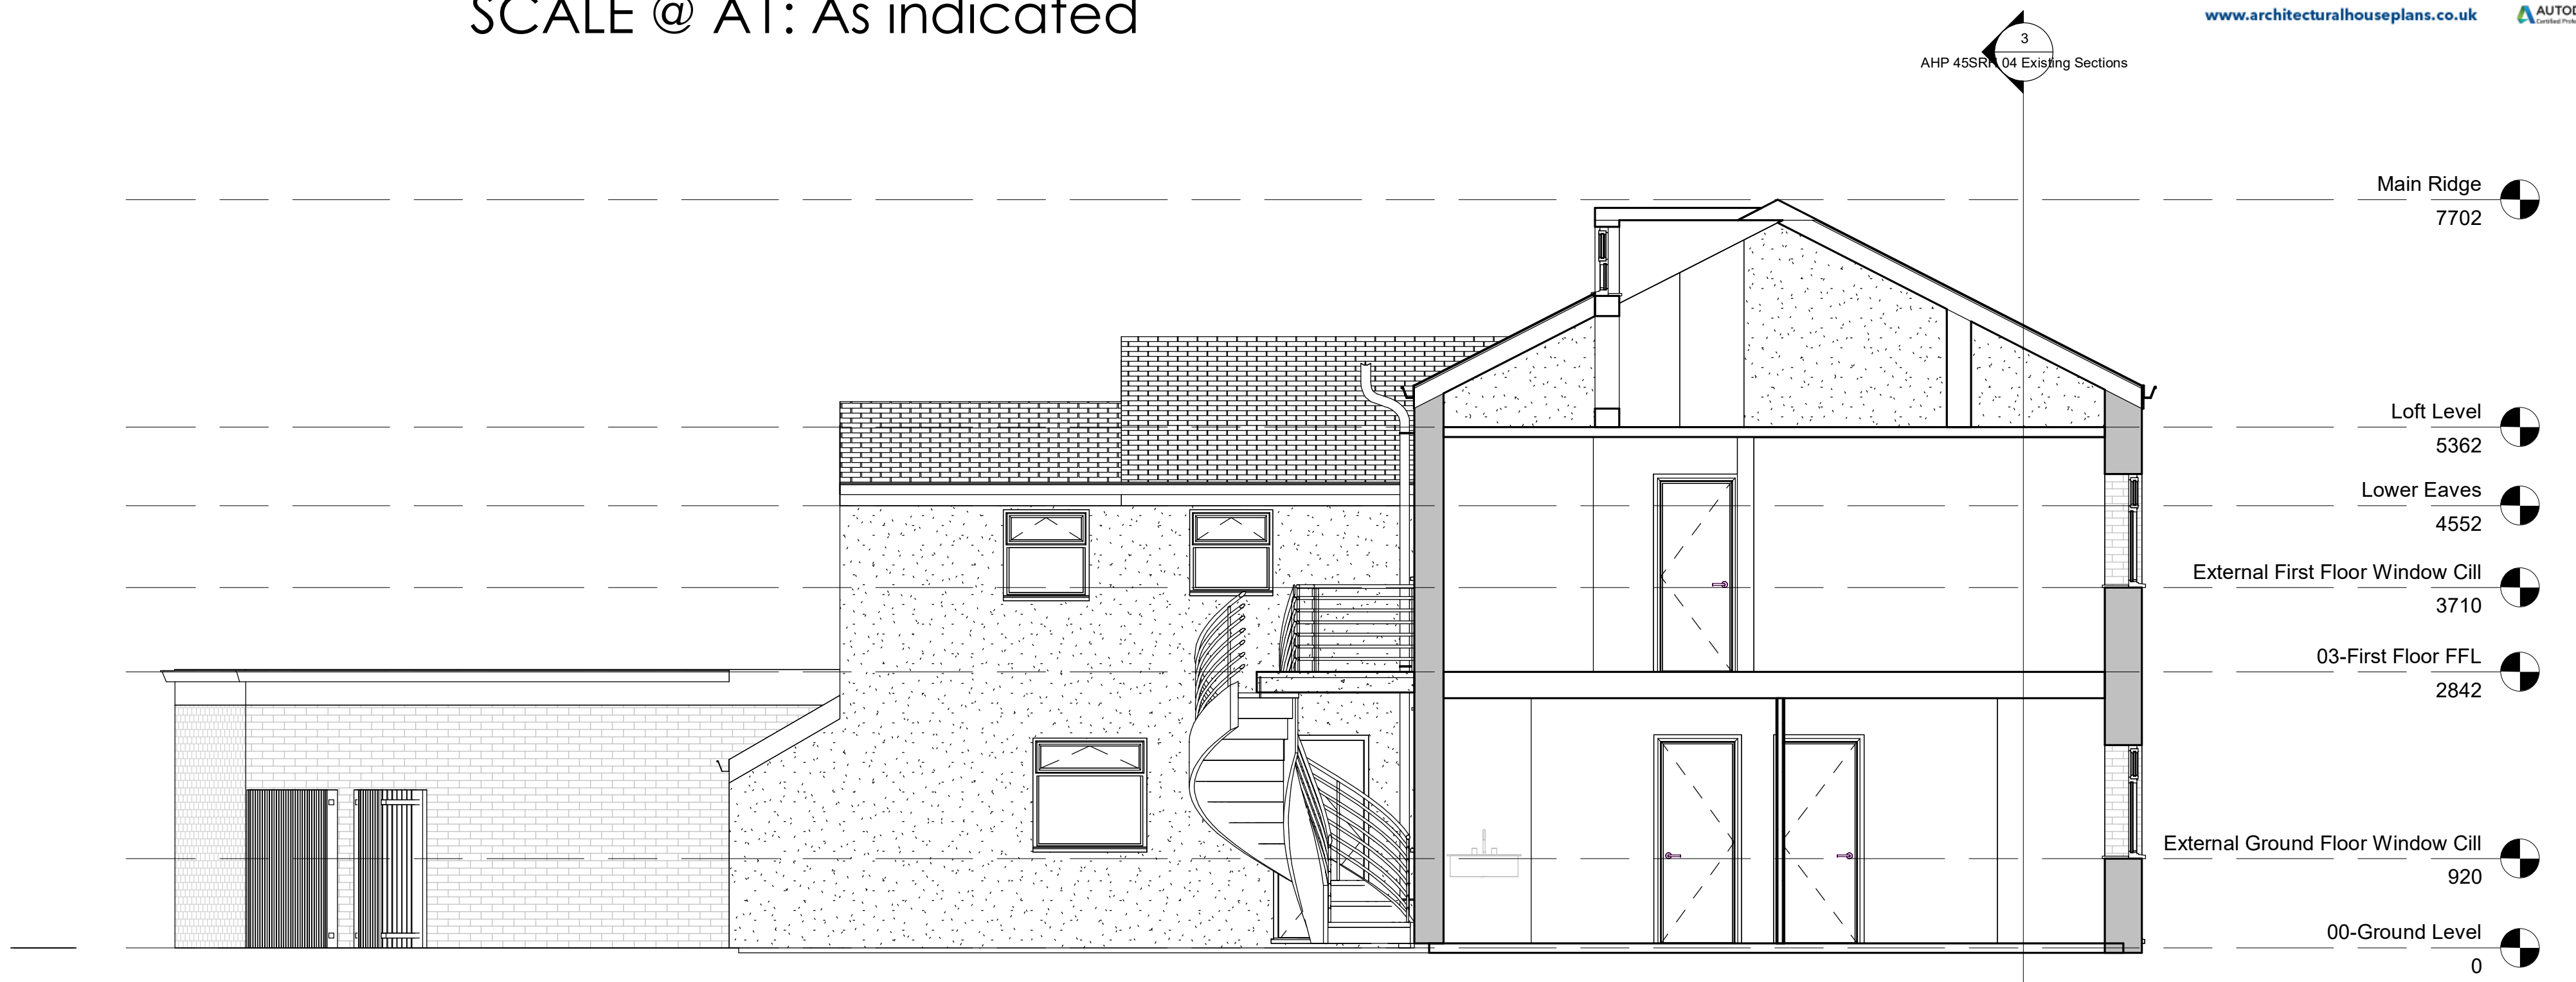 SCALE @ A1: As indicated
www.architecturalhouseplans.co.uk
3
AHP 45SRH 04 Existing Sections
Main Ridge
7702
Loft Level
5362
Lower Eaves
4552
External First Floor Window Cill
3710
03-First Floor FFL
2842
External Ground Floor Window Cill
920
00-Ground Level
0